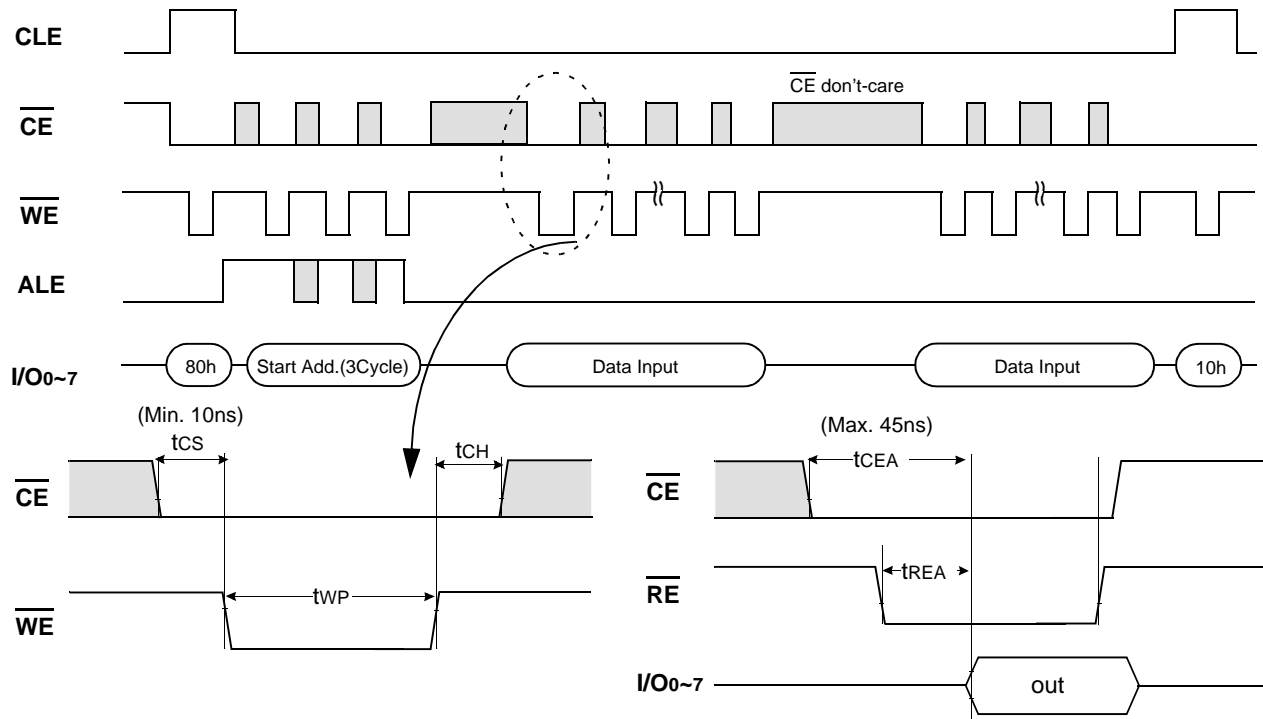 CLE
CE don't-care
CE
WE
ALE
I/O0~7
80h
Start Add.(3Cycle)
Data Input
Data Input
10h
(Min. 10ns)
tCS
tCH
CE
tWP
WE
(Max. 45ns)
tCEA
CE
tREA
RE
I/O0~7
out